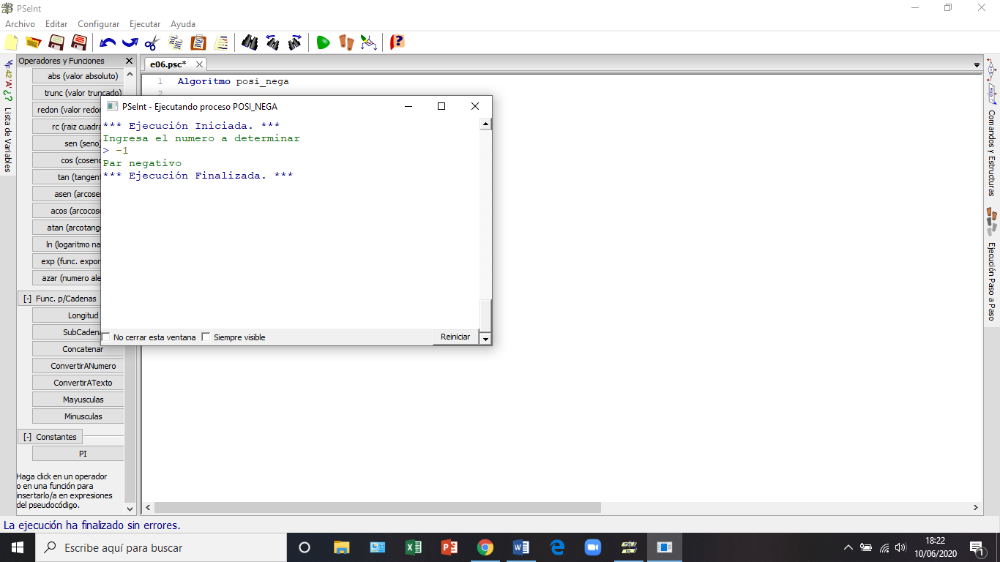 PSeInt
Archivo Editar Configurar Ejecutar Ayuda
Operadores y Funciones
e06.psc*
abs (valor absoluto)
trunc (valor truncado)
redon (valor redon
rc (raiz cuadra
sen (seno)
cos (coseno
tan (tangent
asen (arcosen
acos (arcocose
atan (arcotang
ln (logaritmo na
exp (func. expon
azar (numero ale
[-] Func. p/Cadenas
Longitud
SubCadena
Concatenar
ConvertirANumero
ConvertirATexto
Mayusculas
Minusculas
[-] Constantes
PI
Haga click en un operador
o en una función para
insertarlo/a en expresiones
del pseudocódigo.
Lista de Variables
1 Algoritmo posi_nega
2
PSeInt - Ejecutando proceso POSI_NEGA
*** Ejecución Iniciada. ***
Ingresa el numero a determinar
> -1
Par negativo
*** Ejecución Finalizada. ***
No cerrar esta ventana Siempre visible Reiniciar
Comandos y Estructuras
Ejecución Paso a Paso
La ejecución ha finalizado sin errores.
Escribe aquí para buscar
18:22
10/06/2020
1